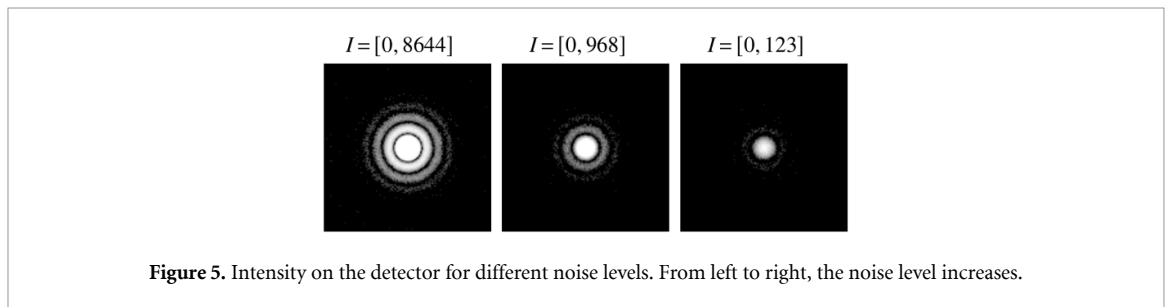 I = [0, 8644] I = [0, 968] I = [0, 123]
Figure 5. Intensity on the detector for different noise levels. From left to right, the noise level increases.